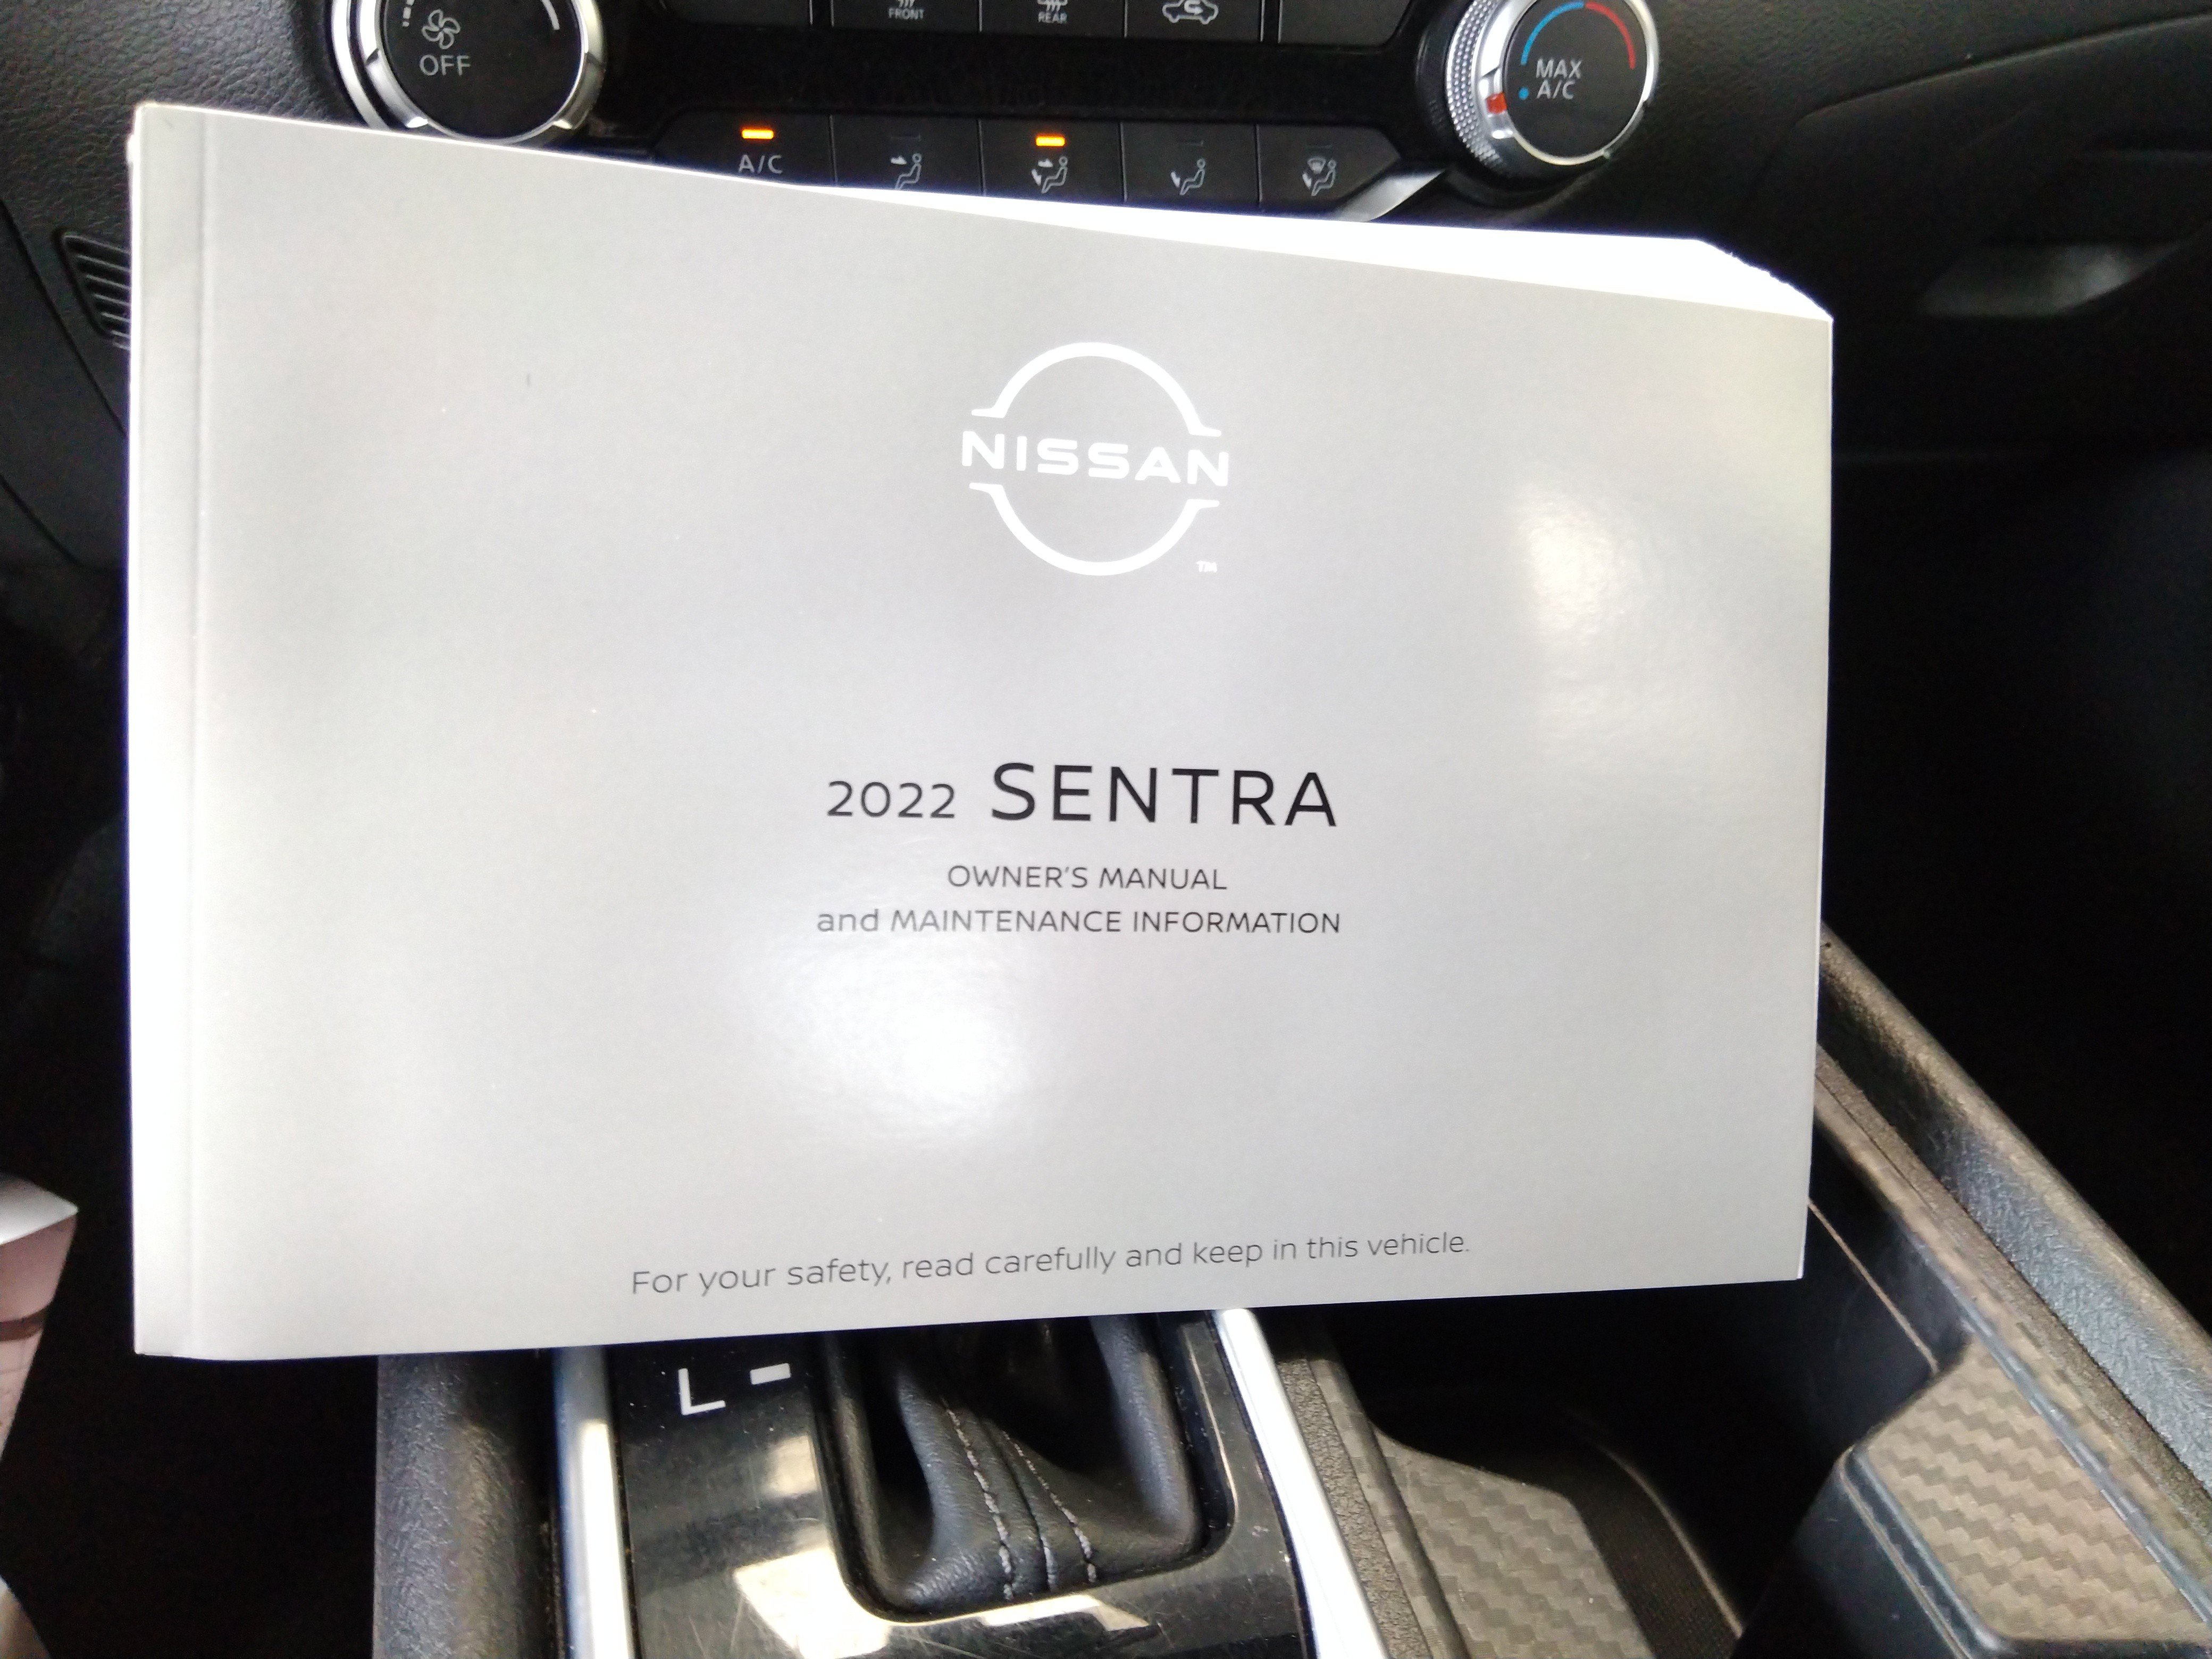 FRONT
REAR
OFF
MAX
A/C
A/C
NISSAN
TM
2022 SENTRA
OWNER'S MANUAL
and MAINTENANCE INFORMATION
For your safety, read carefully and keep in this vehicle.
L